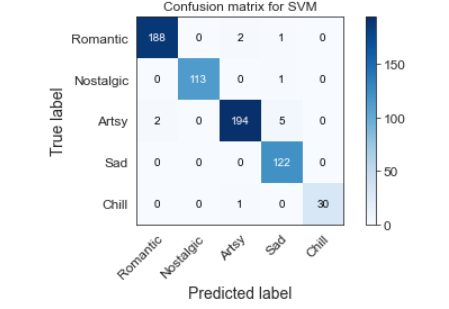 Confusion matrix for SVM
Romantic 188 0 2 1 0
Nostalgic 0 113 0 1 0
Artsy 2 0 194 5 0
Sad 0 0 0 122 0
Chill 0 0 1 0 30
True label
Romantic Nostalgic Artsy Sad Chill
Predicted label
150
100
50
0